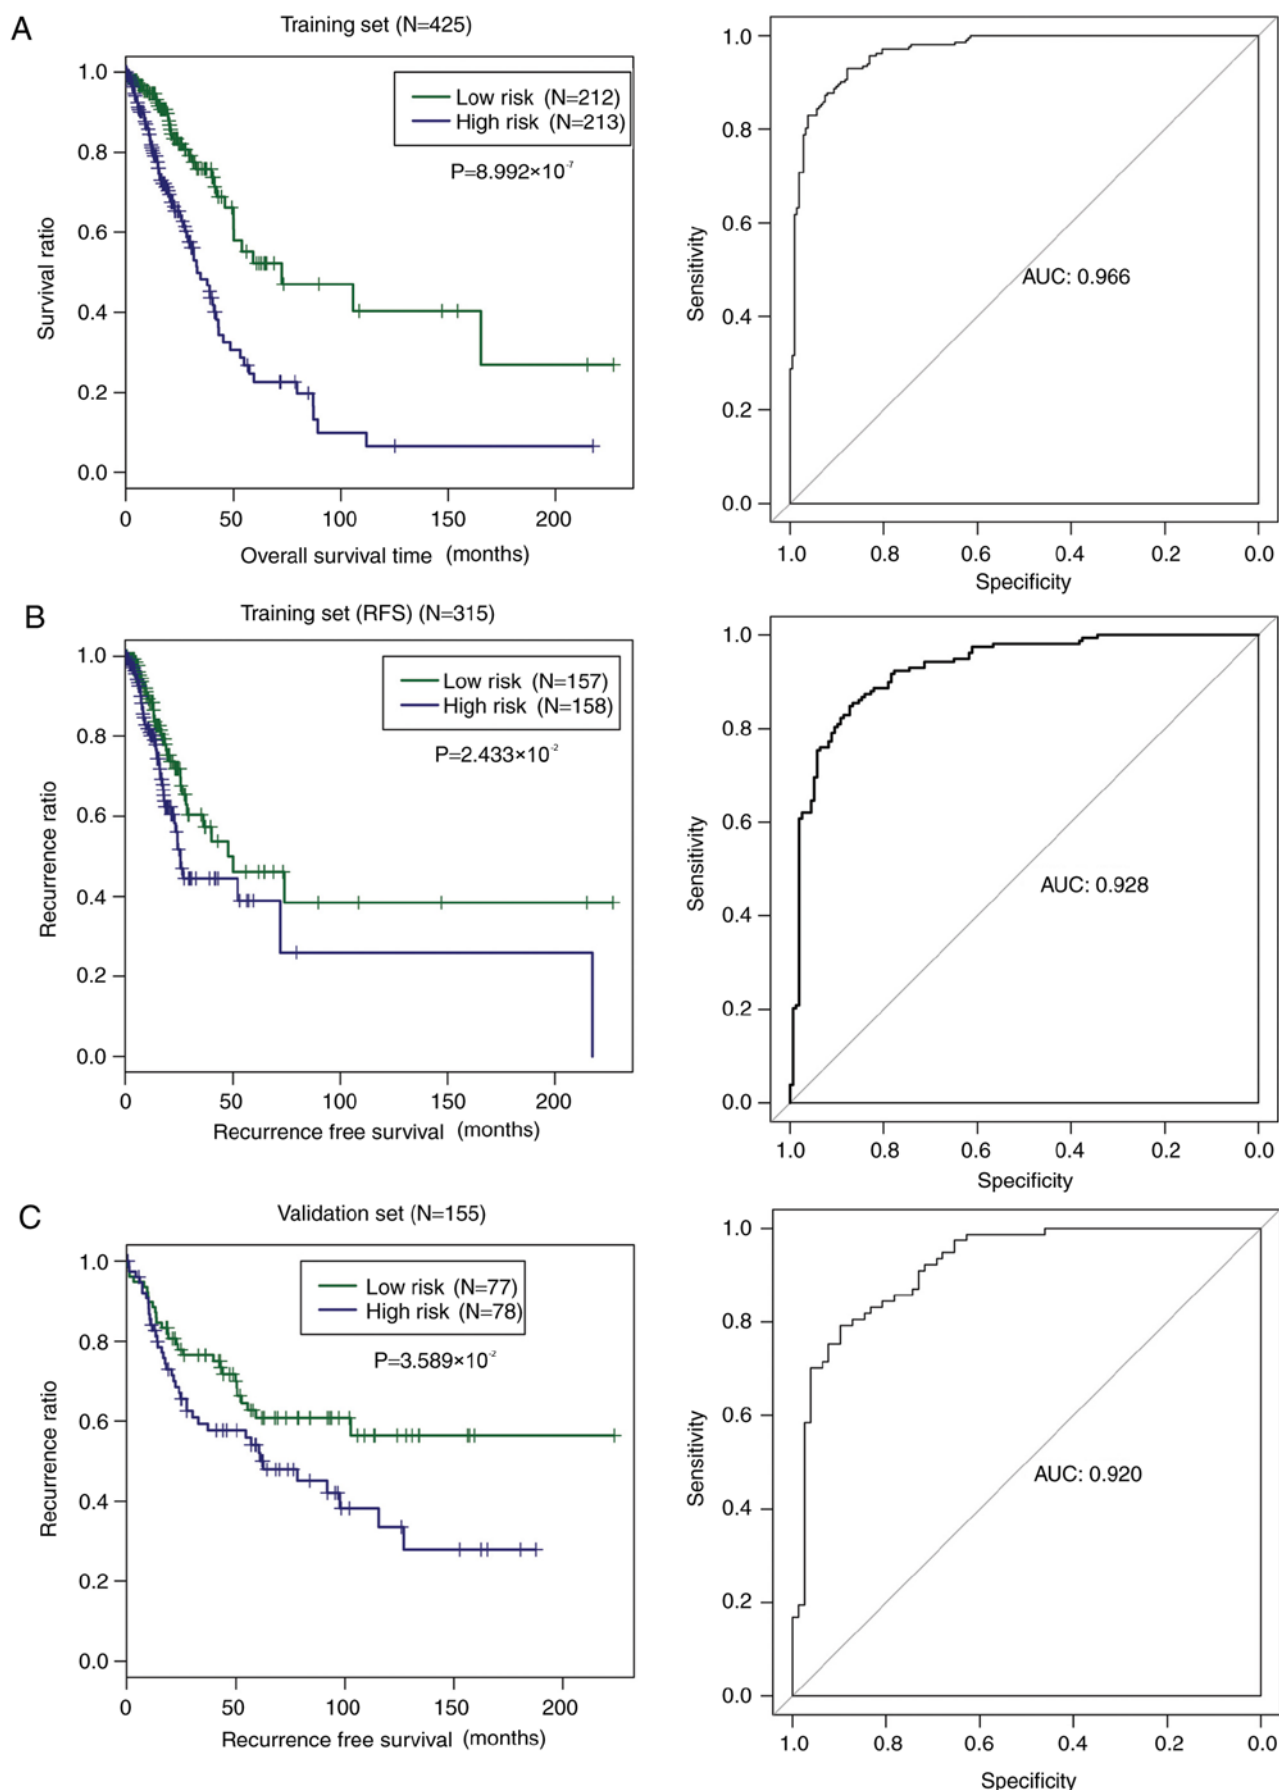 A
Training set (N=425)
1.0
0.8
0.6
0.4
0.2
0.0
Survival ratio
Low risk (N=212)
High risk (N=213)
P=8.992×10⁻⁷
0 50 100 150 200
Overall survival time (months)
1.0
0.8
0.6
0.4
0.2
0.0
Sensitivity
AUC: 0.966
1.0 0.8 0.6 0.4 0.2 0.0
Specificity
B
Training set (RFS) (N=315)
1.0
0.8
0.6
0.4
0.2
0.0
Recurrence ratio
Low risk (N=157)
High risk (N=158)
P=2.433×10⁻²
0 50 100 150 200
Recurrence free survival (months)
1.0
0.8
0.6
0.4
0.2
0.0
Sensitivity
AUC: 0.928
1.0 0.8 0.6 0.4 0.2 0.0
Specificity
C
Validation set (N=155)
1.0
0.8
0.6
0.4
0.2
0.0
Recurrence ratio
Low risk (N=77)
High risk (N=78)
P=3.589×10⁻²
0 50 100 150 200
Recurrence free survival (months)
1.0
0.8
0.6
0.4
0.2
0.0
Sensitivity
AUC: 0.920
1.0 0.8 0.6 0.4 0.2 0.0
Specificity